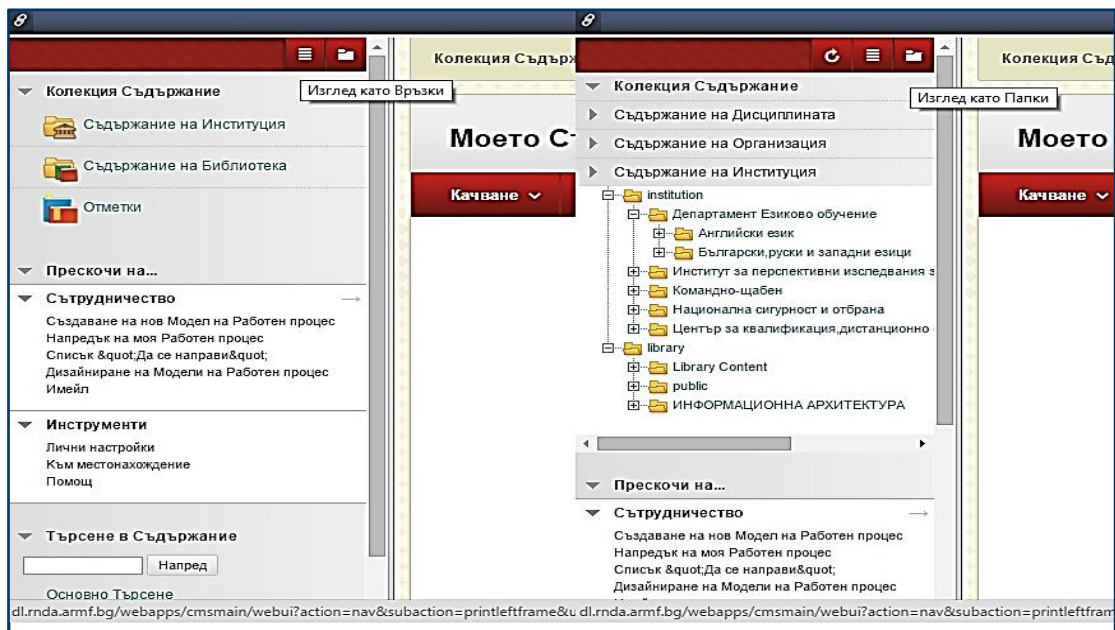 Изглед като Връзки
Колекция Съдържание
Съдържание на Институция
Съдържание на Библиотека
Отметки
Прескочи на...
Сътрудничество
Създаване на нов Модел на Работен процес
Напредък на моя Работен процес
Списък &quot;Да се направи&quot;
Дизайниране на Модели на Работен процес
Имейл
Инструменти
Лични настройки
Към местонахождение
Помощ
Търсене в Съдържание
Напред
Основно Търсене
dl.rnda.armf.bg/webapps/cmsmain/webui?action=nav&subaction=printleftframe&u
Колекция Съдърж
Моето С
Качване
Изглед като Папки
Колекция Съдържание
Съдържание на Дисциплината
Съдържание на Организация
Съдържание на Институция
institution
Департамент Езиково обучение
Английски език
Български,руски и западни езици
Институт за перспективни изследвания з
Командно-щабен
Национална сигурност и отбрана
Център за квалификация,дистанционно
library
Library Content
public
ИНФОРМАЦИОННА АРХИТЕКТУРА
Прескочи на...
Сътрудничество
Създаване на нов Модел на Работен процес
Напредък на моя Работен процес
Списък &quot;Да се направи&quot;
Дизайниране на Модели на Работен процес
dl.rnda.armf.bg/webapps/cmsmain/webui?action=nav&subaction=printleftfram
Колекция Съд
Моето
Качване